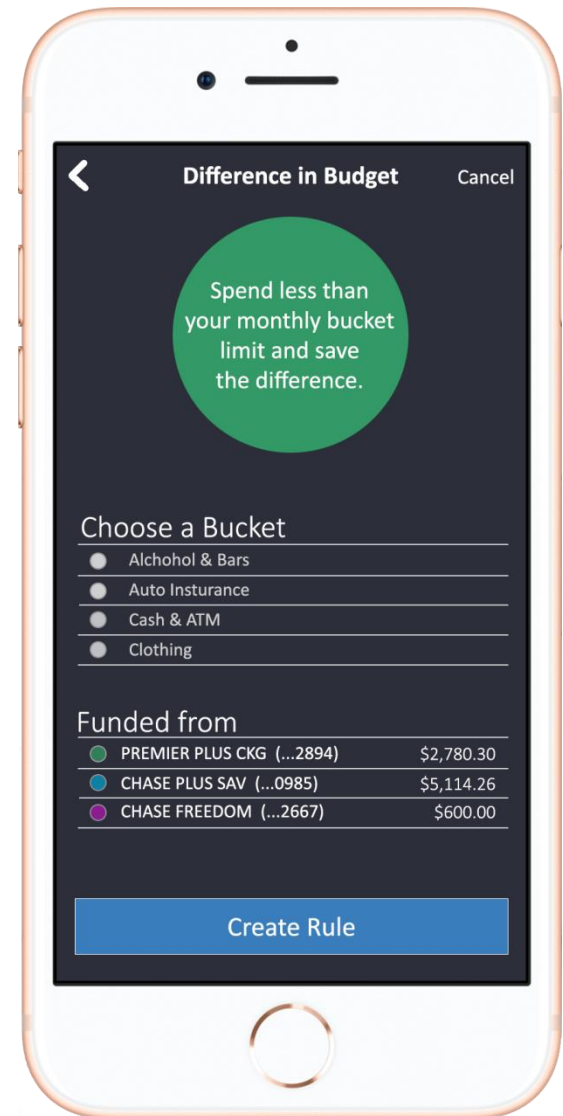 Difference in Budget Cancel
Spend less than
your monthly bucket
limit and save
the difference.
Choose a Bucket
Alchohol & Bars
Auto Insturance
Cash & ATM
Clothing
Funded from
PREMIER PLUS CKG (...2894) $2,780.30
CHASE PLUS SAV (...0985) $5,114.26
CHASE FREEDOM (...2667) $600.00
Create Rule